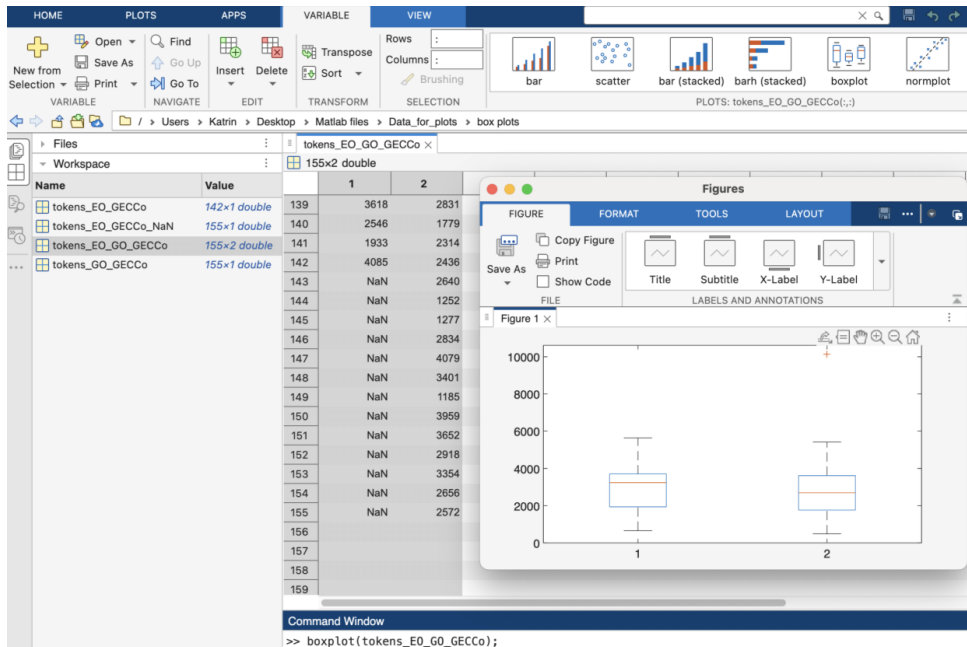 HOME PLOTS APPS VARIABLE VIEW
New from Selection
Open
Save As
Print
VARIABLE
Find
Go Up
Go To
NAVIGATE
Insert Delete
EDIT
Transpose
Sort
TRANSFORM
Rows :
Columns :
Brushing
SELECTION
bar scatter bar (stacked) barh (stacked) boxplot normplot
PLOTS: tokens_EO_GO_GECCo(:,:)
/ › Users › Katrin › Desktop › Matlab files › Data_for_plots › box plots
Files
Workspace
Name Value
tokens_EO_GECCo 142×1 double
tokens_EO_GECCo_NaN 155×1 double
tokens_EO_GO_GECCo 155×2 double
tokens_GO_GECCo 155×1 double
tokens_EO_GO_GECCo ×
155×2 double
1 2
139 3618 2831
140 2546 1779
141 1933 2314
142 4085 2436
143 NaN 2640
144 NaN 1252
145 NaN 1277
146 NaN 2834
147 NaN 4079
148 NaN 3401
149 NaN 1185
150 NaN 3959
151 NaN 3652
152 NaN 2918
153 NaN 3354
154 NaN 2656
155 NaN 2572
156
157
158
159
Figures
FIGURE FORMAT TOOLS LAYOUT
Save As
Copy Figure
Print
Show Code
FILE
Title Subtitle X-Label Y-Label
LABELS AND ANNOTATIONS
Figure 1 ×
10000
8000
6000
4000
2000
0
1 2
Command Window
>> boxplot(tokens_EO_GO_GECCo);